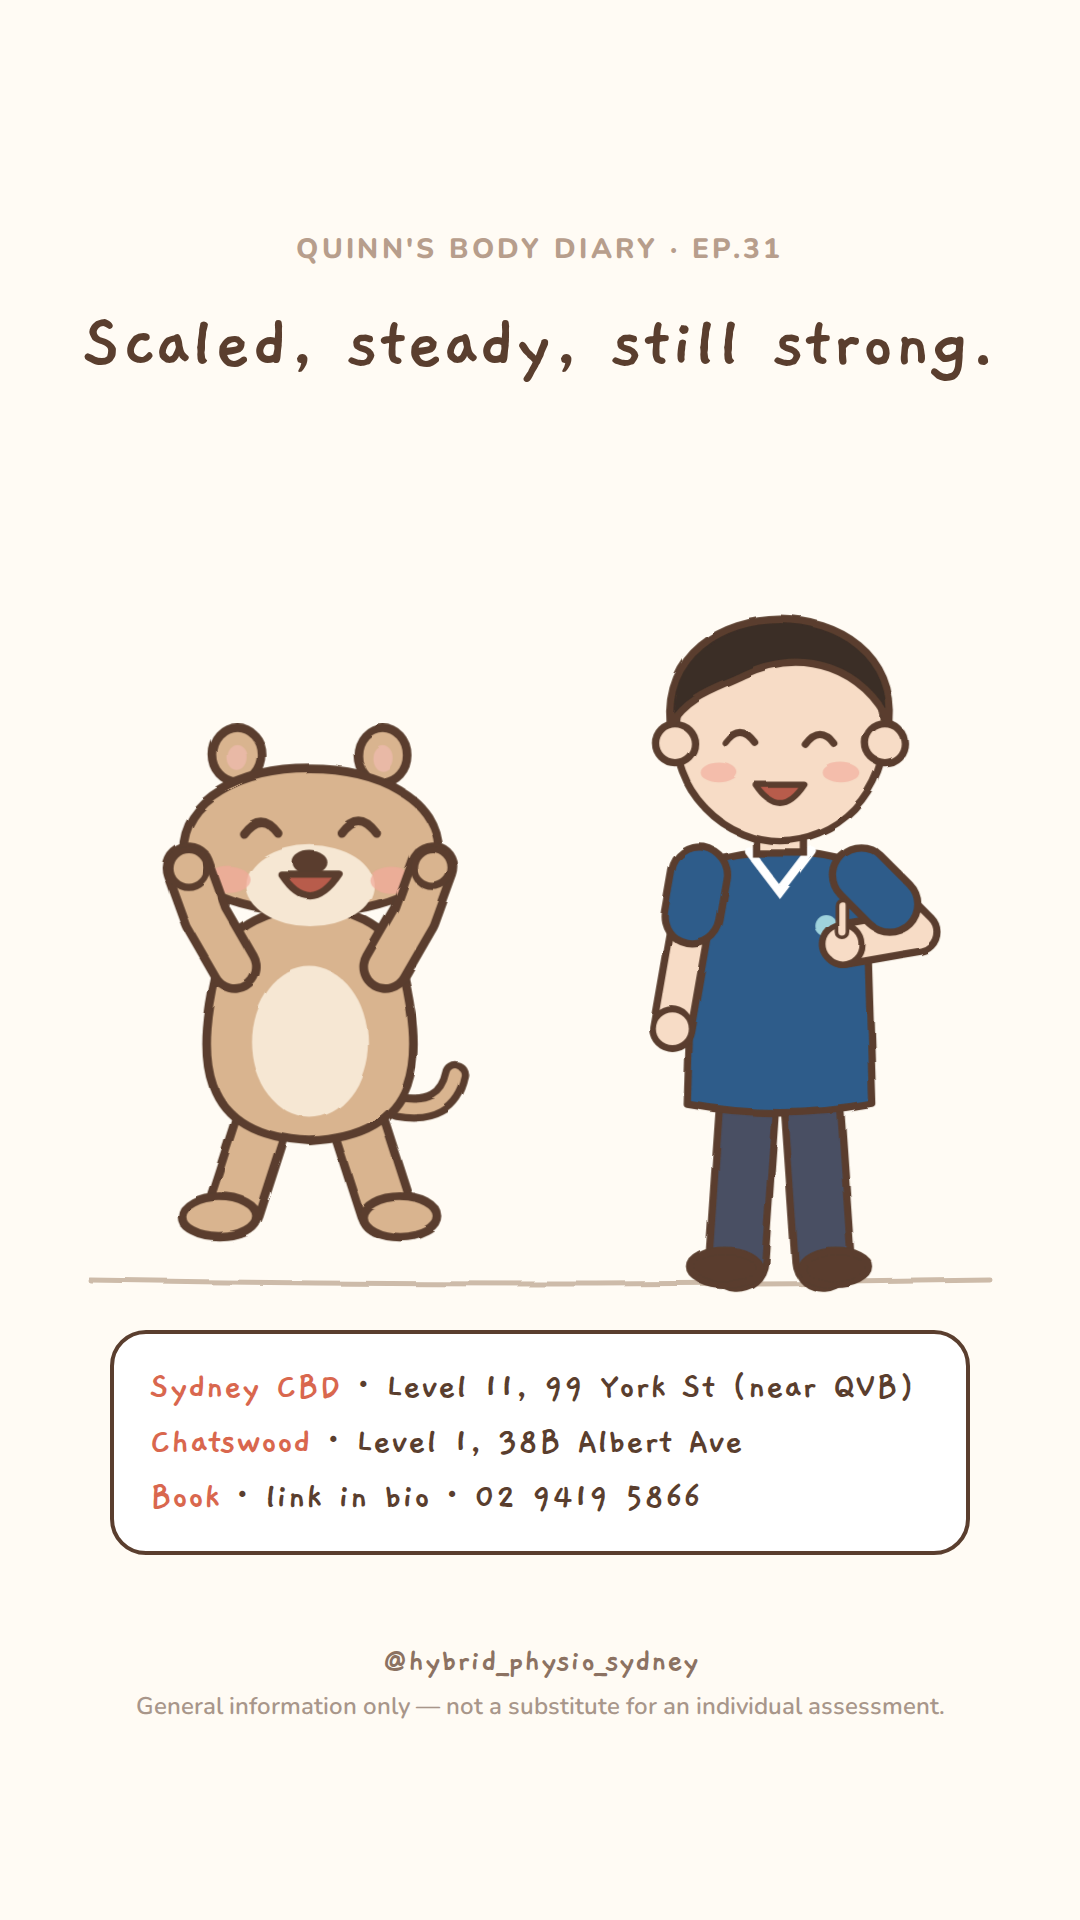 QUINN'S BODY DIARY · EP.31
Scaled, steady, still strong.
Sydney CBD · Level 11, 99 York St (near QVB)
Chatswood · Level 1, 38B Albert Ave
Book · link in bio · 02 9419 5866
@hybrid_physio_sydney
General information only — not a substitute for an individual assessment.